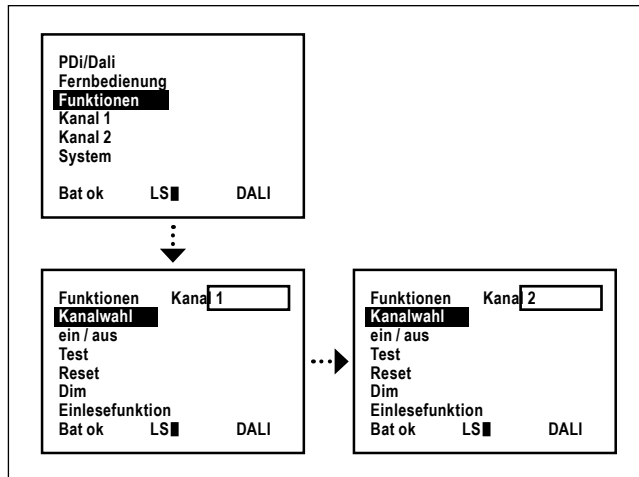 PDi/Dali
Fernbedienung
Funktionen
Kanal 1
Kanal 2
System
Bat ok LS DALI
Funktionen Kanal 1
Kanalwahl
ein / aus
Test
Reset
Dim
Einlesefunktion
Bat ok LS DALI
Funktionen Kanal 2
Kanalwahl
ein / aus
Test
Reset
Dim
Einlesefunktion
Bat ok LS DALI